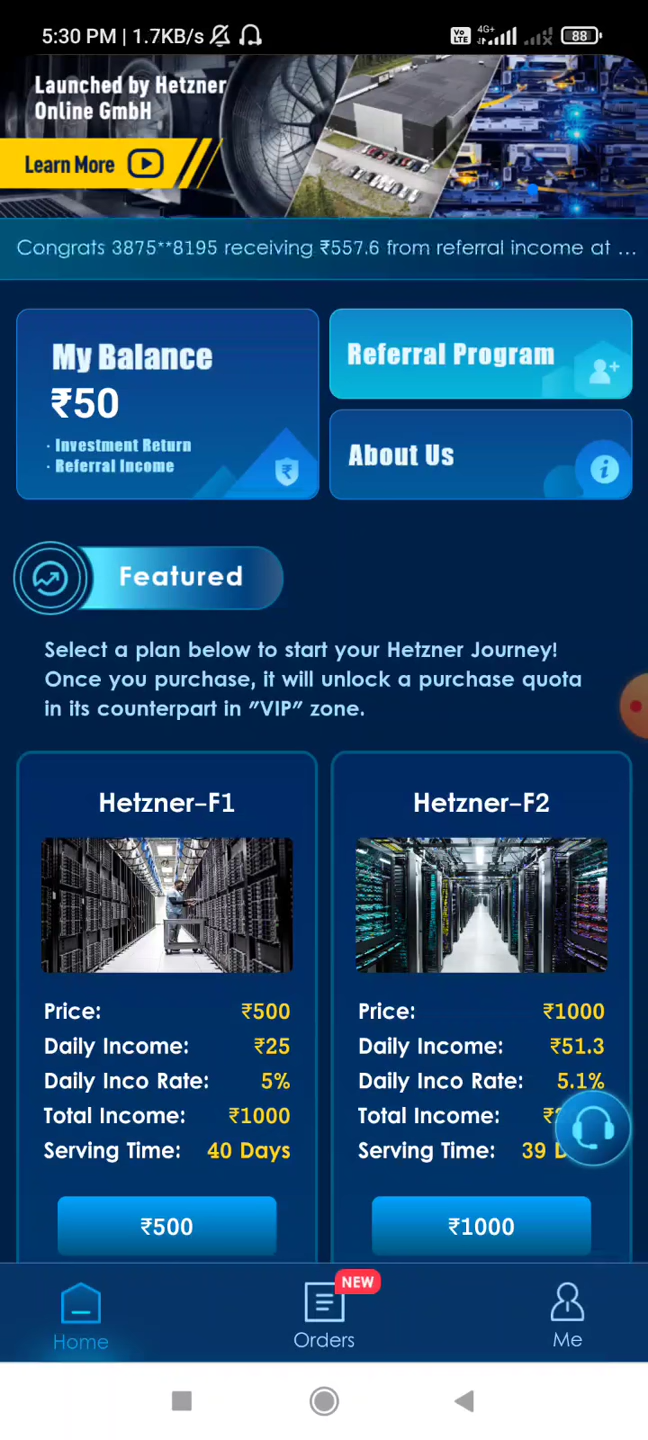 5:30 PM | 1.7KB/s
Vo LTE 4G+ 88
Launched by Hetzner
Online GmbH
Learn More
Congrats 3875**8195 receiving ₹557.6 from referral income at ...
My Balance
₹50
· Investment Return
· Referral Income
Referral Program
About Us
Featured
Select a plan below to start your Hetzner Journey!
Once you purchase, it will unlock a purchase quota
in its counterpart in "VIP" zone.
Hetzner-F1
Price: ₹500
Daily Income: ₹25
Daily Inco Rate: 5%
Total Income: ₹1000
Serving Time: 40 Days
₹500
Hetzner-F2
Price: ₹1000
Daily Income: ₹51.3
Daily Inco Rate: 5.1%
Total Income:
Serving Time: 39
₹1000
Home
NEW
Orders
Me